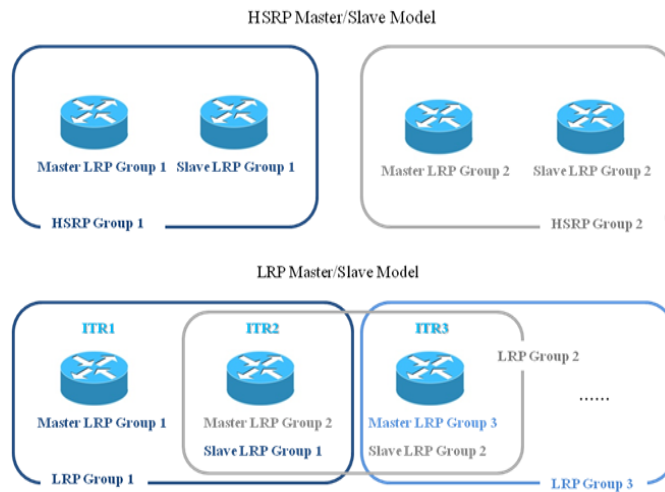 HSRP Master/Slave Model
Master LRP Group 1
Slave LRP Group 1
Master LRP Group 2
Slave LRP Group 2
HSRP Group 1
HSRP Group 2
LRP Master/Slave Model
ITR1
ITR2
ITR3
LRP Group 2
......
Master LRP Group 1
Master LRP Group 2
Master LRP Group 3
Slave LRP Group 1
Slave LRP Group 2
LRP Group 1
LRP Group 3